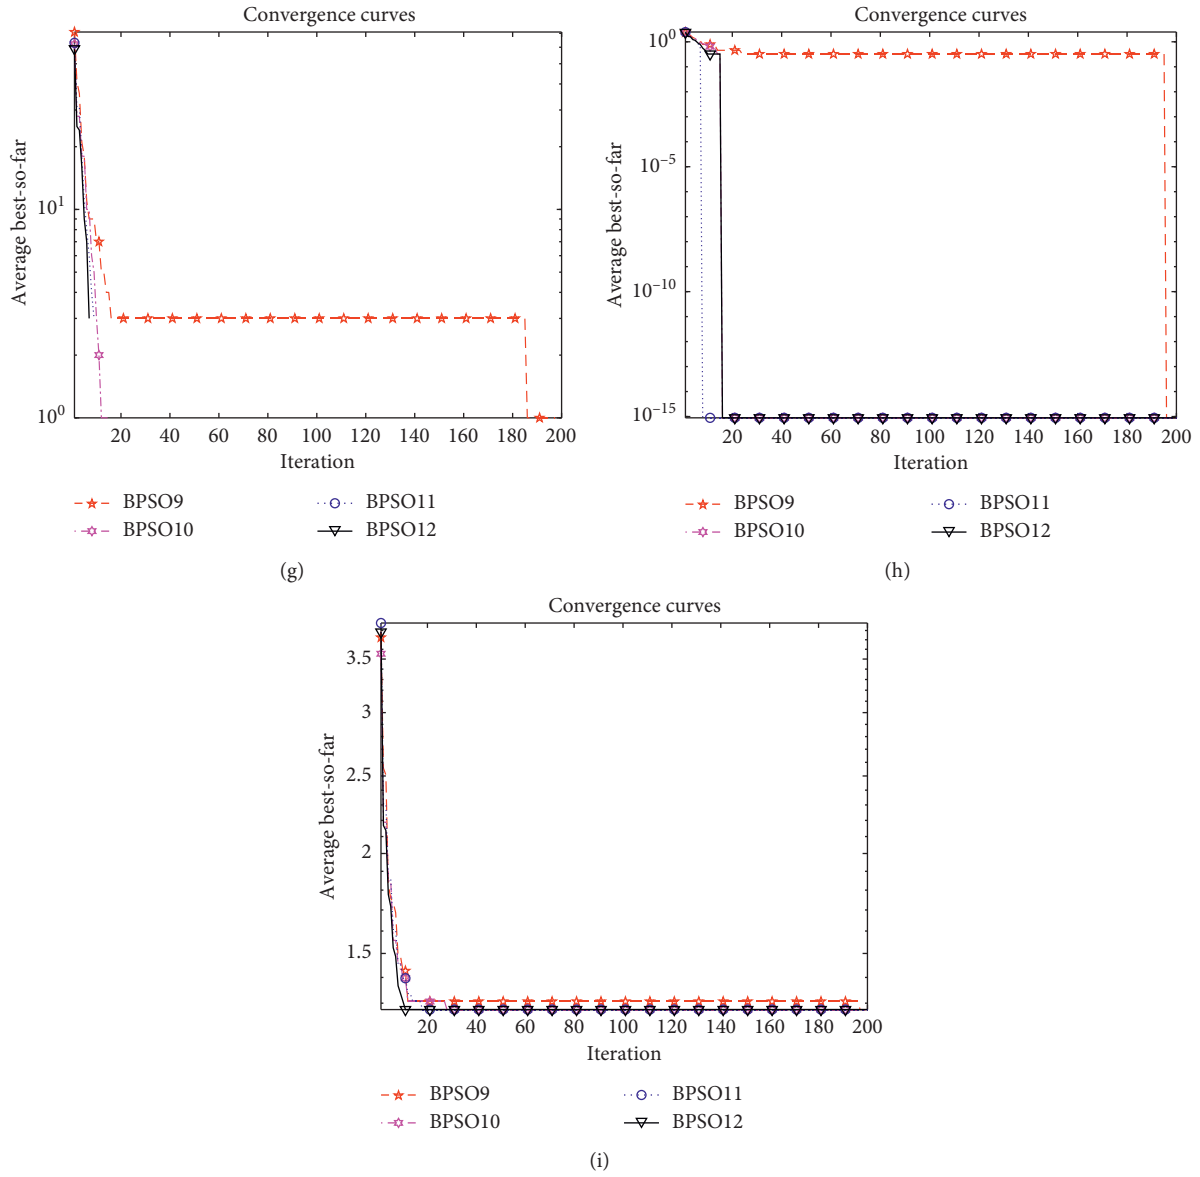 Convergence curves
Average best-so-far
10^1
10^0
20 40 60 80 100 120 140 160 180 200
Iteration
BPSO9
BPSO11
BPSO10
BPSO12
(g)
Convergence curves
Average best-so-far
10^0
10^−5
10^−10
10^−15
20 40 60 80 100 120 140 160 180 200
Iteration
BPSO9
BPSO11
BPSO10
BPSO12
(h)
Convergence curves
Average best-so-far
3.5
3
2.5
2
1.5
20 40 60 80 100 120 140 160 180 200
Iteration
BPSO9
BPSO11
BPSO10
BPSO12
(i)